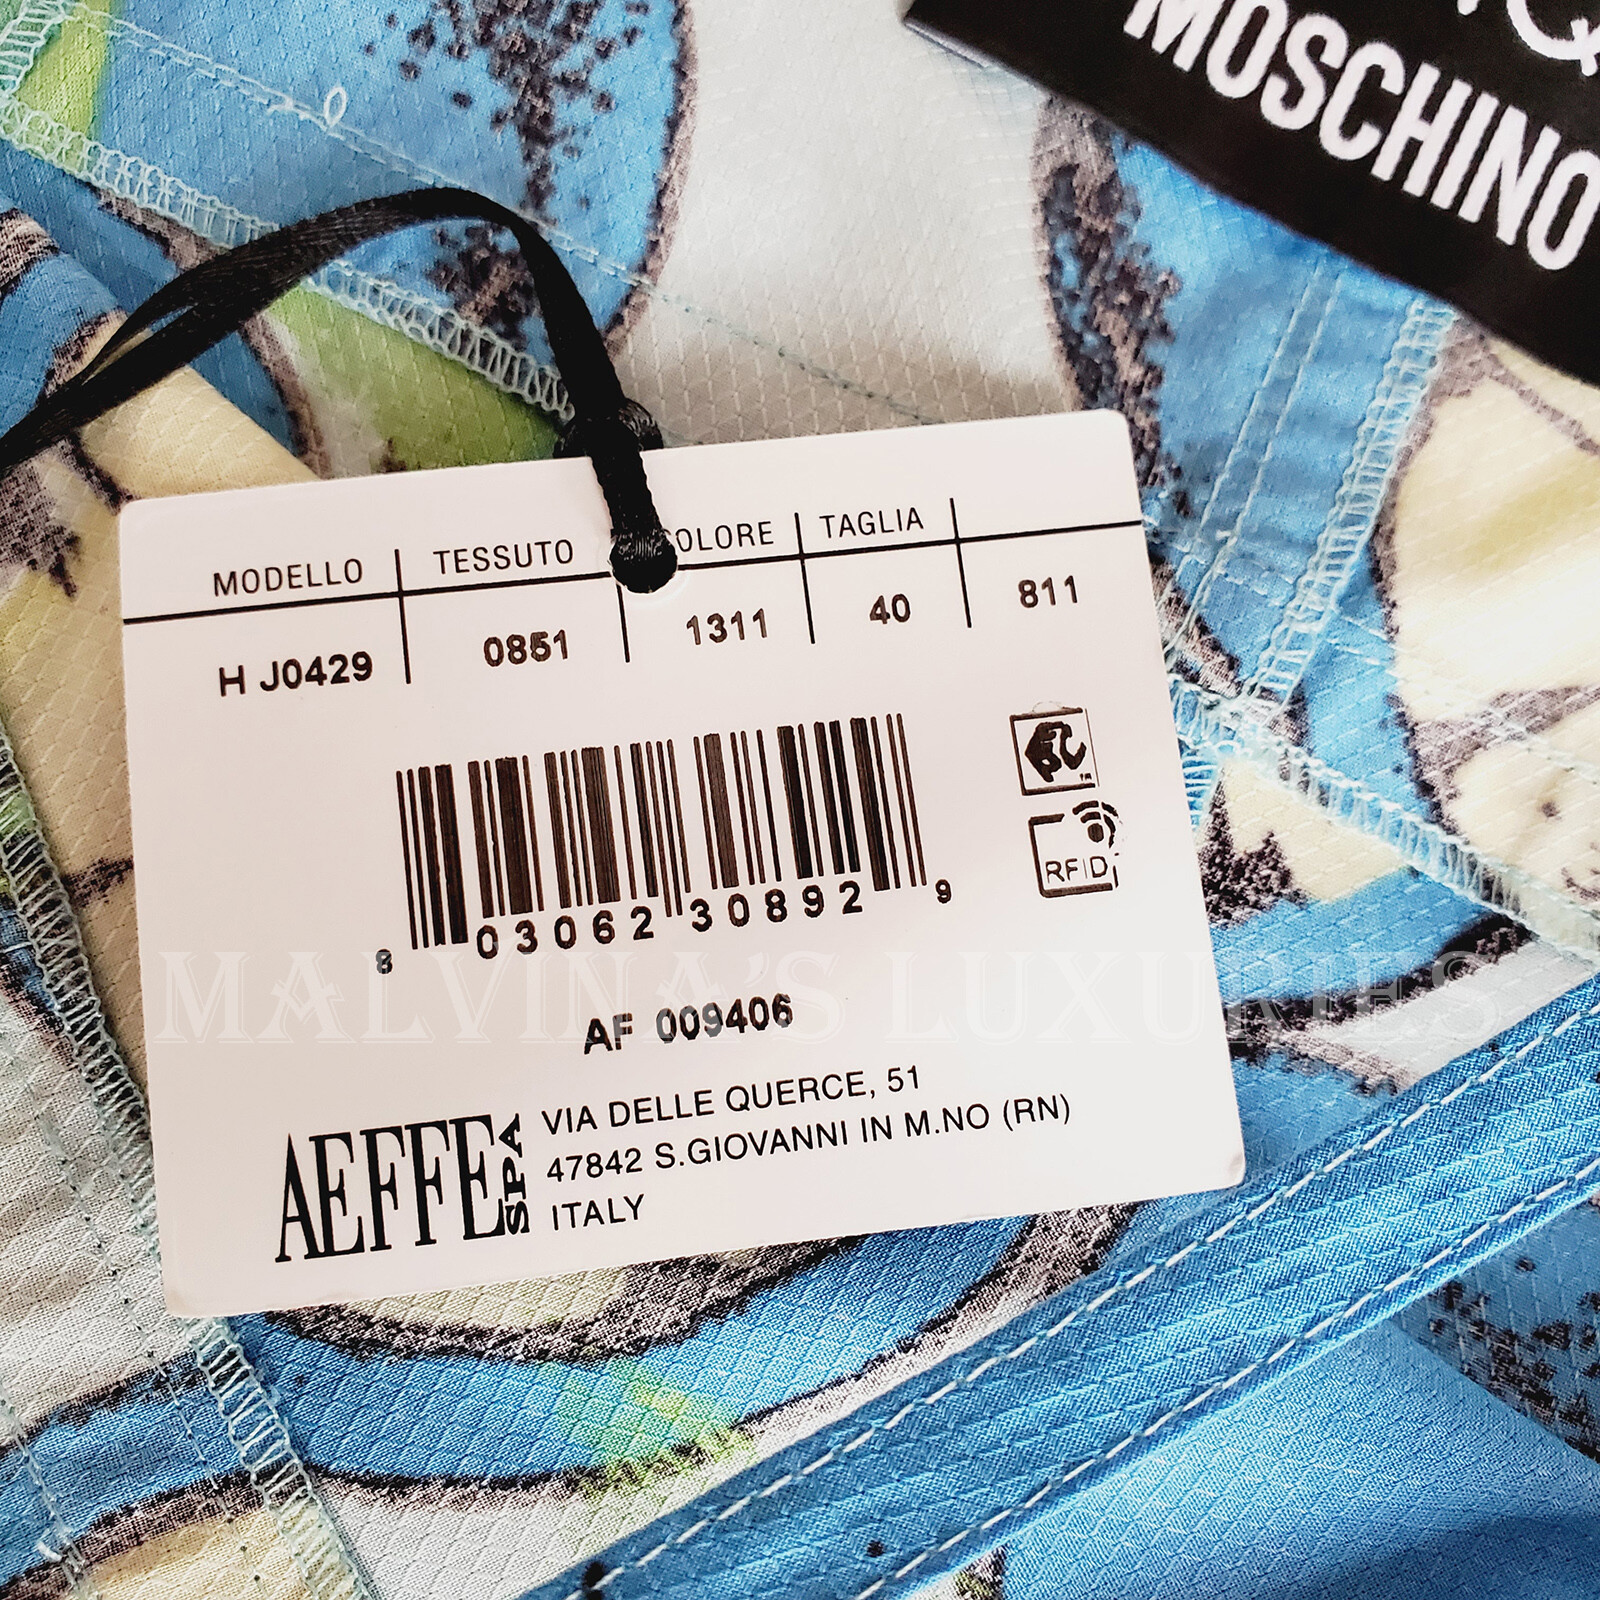 MOSCHINO
MODELLO TESSUTO COLORE TAGLIA
H J0429 0851 1311 40 811
RFID
8 03062 30892 9
MALVINA'S LUXURIES
AF 009406
AEFFE SPA
VIA DELLE QUERCE, 51
47842 S.GIOVANNI IN M.NO (RN)
ITALY